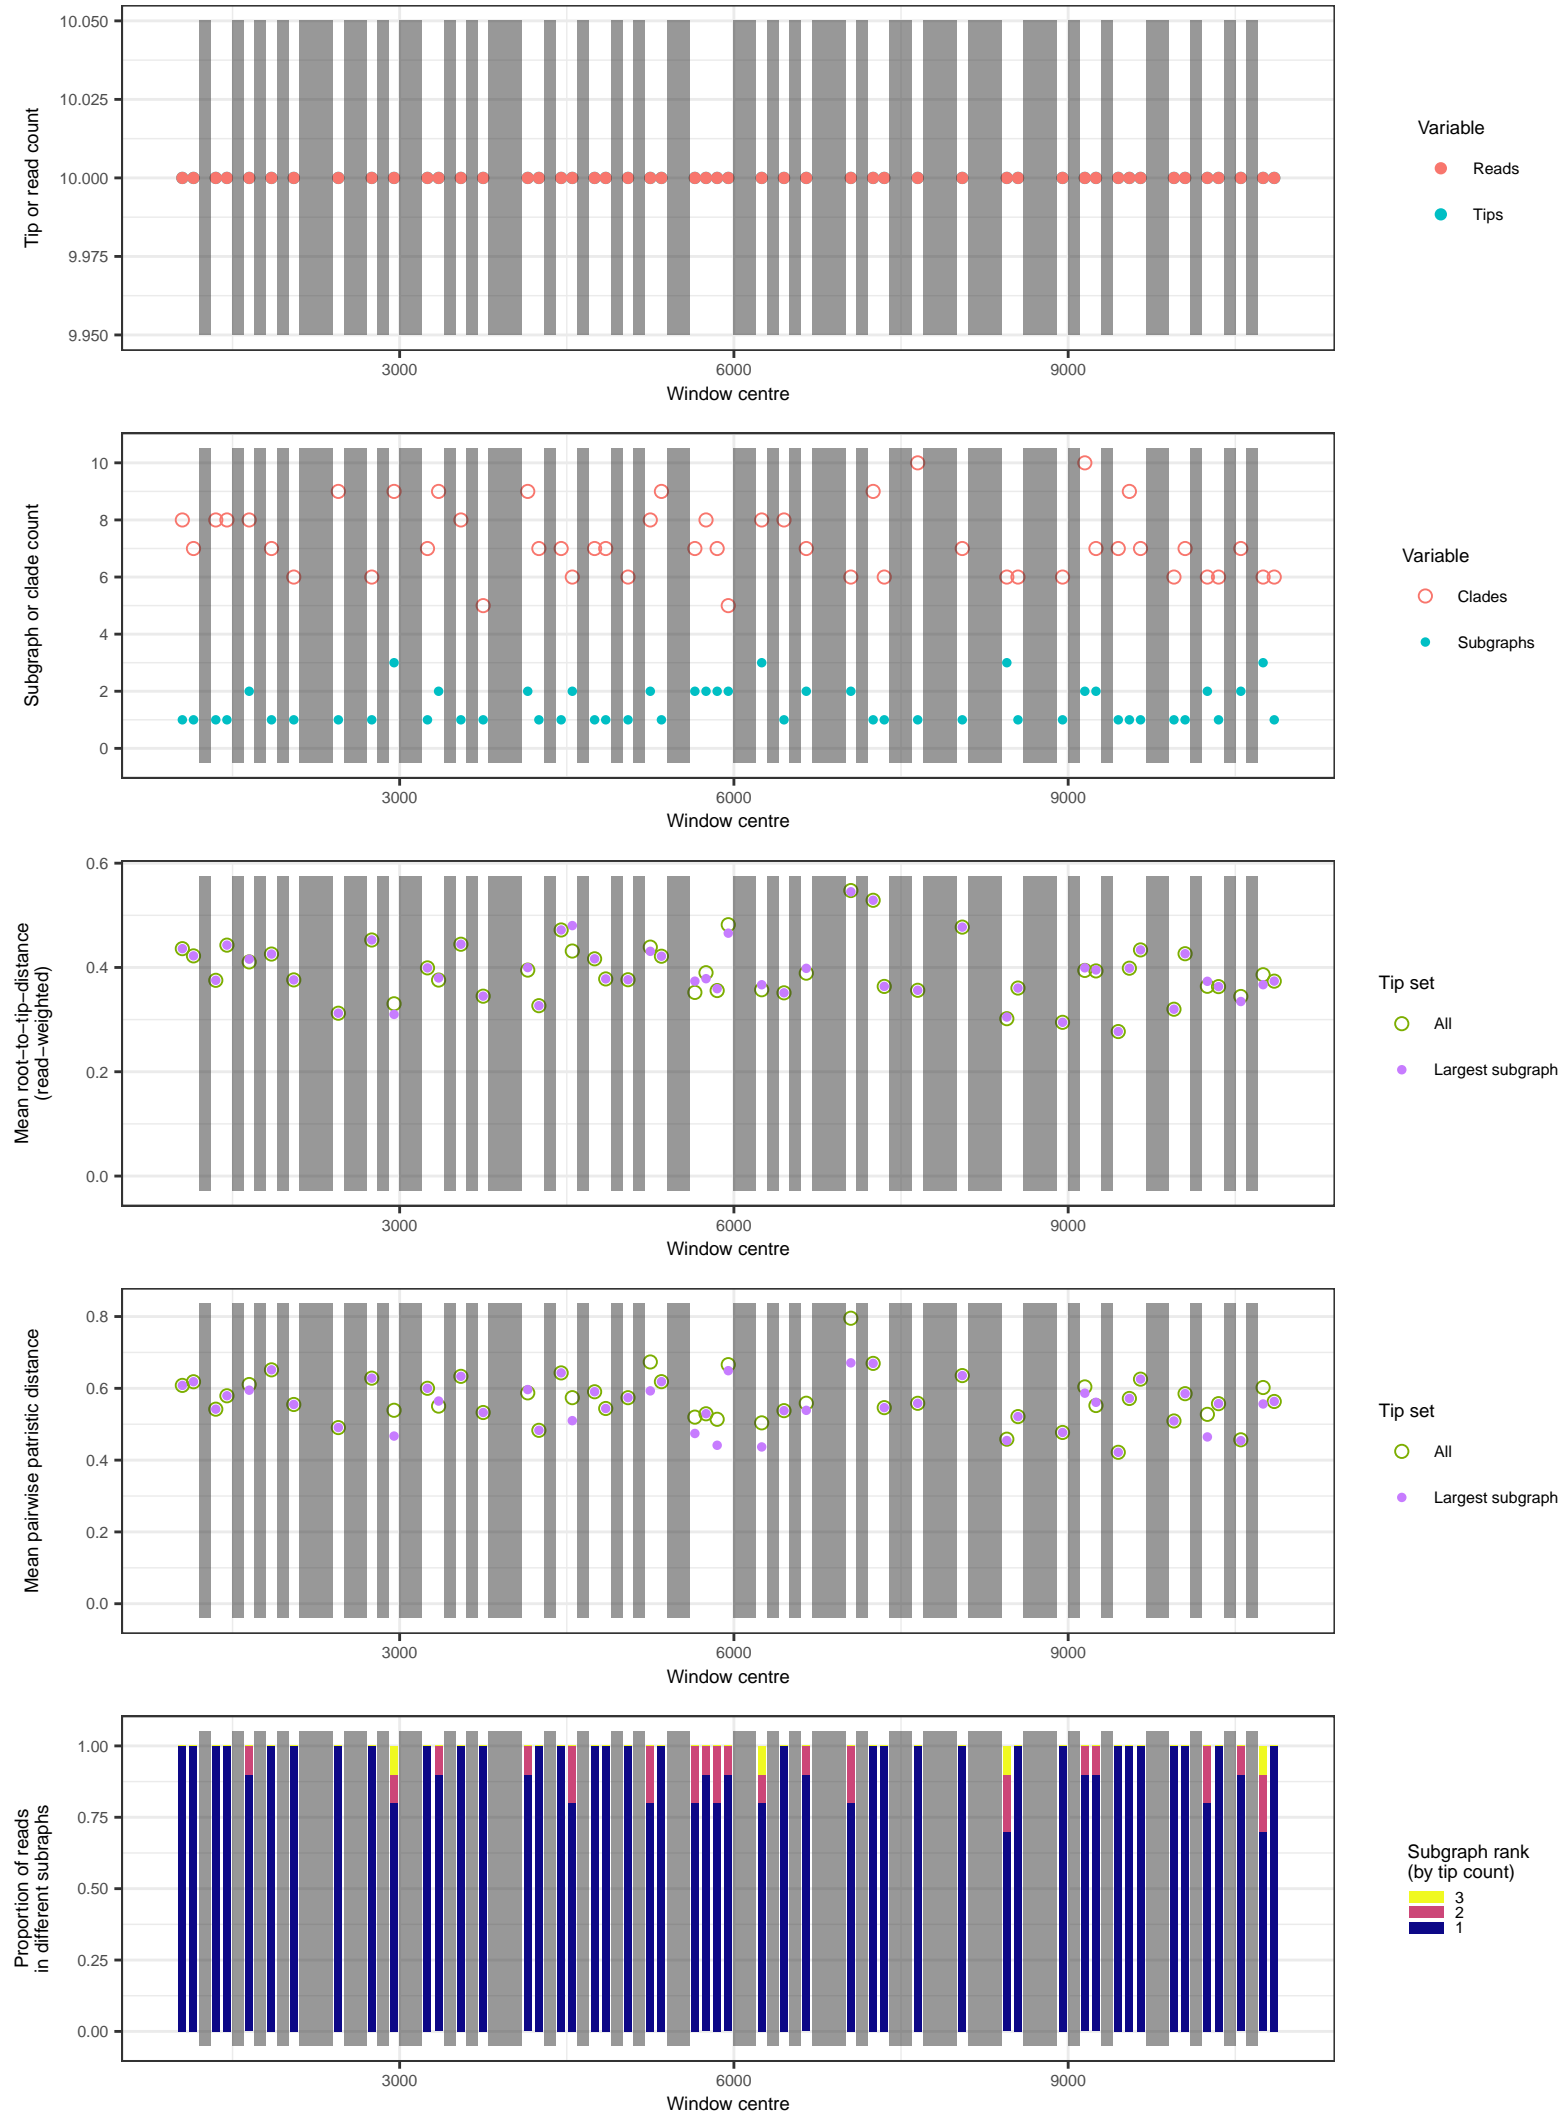 10.050
10.025
10.000
9.975
9.950
Tip or read count
3000
6000
9000
Window centre
Variable
Reads
Tips
10
8
6
4
2
0
Subgraph or clade count
3000
6000
9000
Window centre
Variable
Clades
Subgraphs
0.6
0.4
0.2
0.0
Mean root−to−tip−distance
(read−weighted)
3000
6000
9000
Window centre
Tip set
All
Largest subgraph
0.8
0.6
0.4
0.2
0.0
Mean pairwise patristic distance
3000
6000
9000
Window centre
Tip set
All
Largest subgraph
1.00
0.75
0.50
0.25
0.00
Proportion of reads
in different subraphs
3000
6000
9000
Window centre
Subgraph rank
(by tip count)
3
2
1